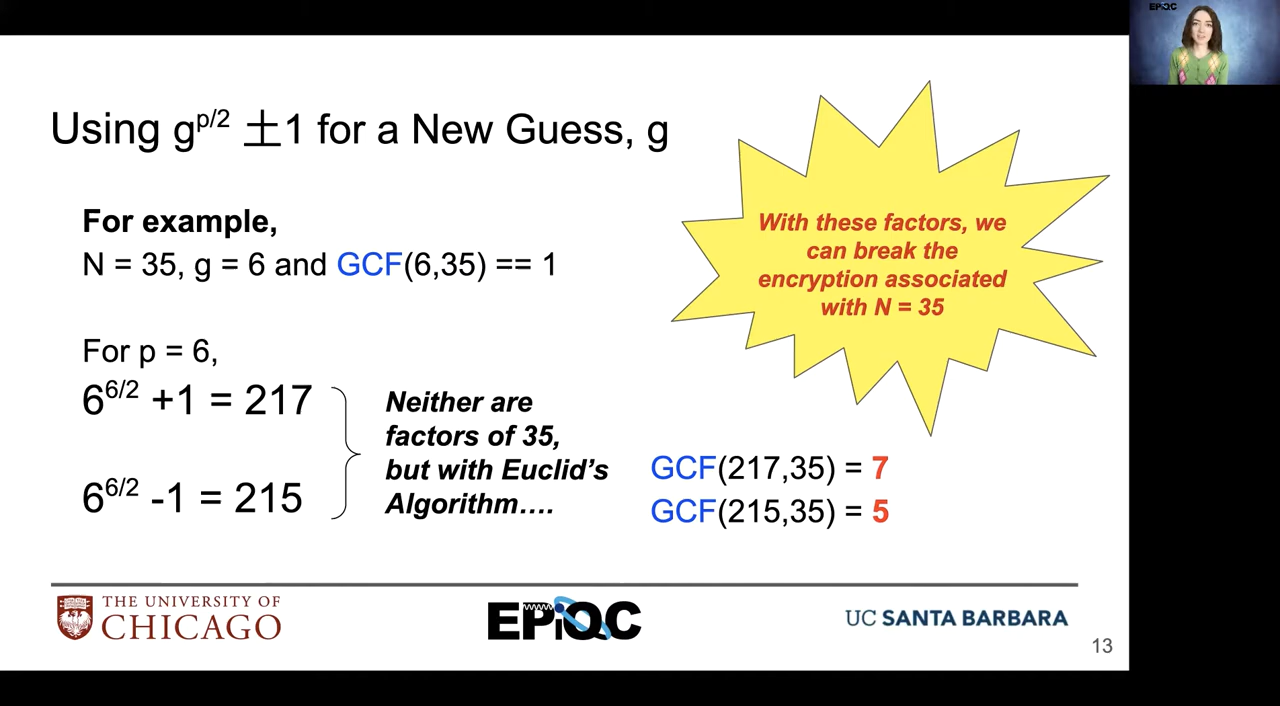 EPiQC
Using g^p/2 ±1 for a New Guess, g
For example,
N = 35, g = 6 and GCF(6,35) == 1
For p = 6,
6^6/2 +1 = 217
6^6/2 -1 = 215
Neither are
factors of 35,
but with Euclid's
Algorithm....
With these factors, we
can break the
encryption associated
with N = 35
GCF(217,35) = 7
GCF(215,35) = 5
THE UNIVERSITY OF
CHICAGO
EPiQC
UC SANTA BARBARA
13